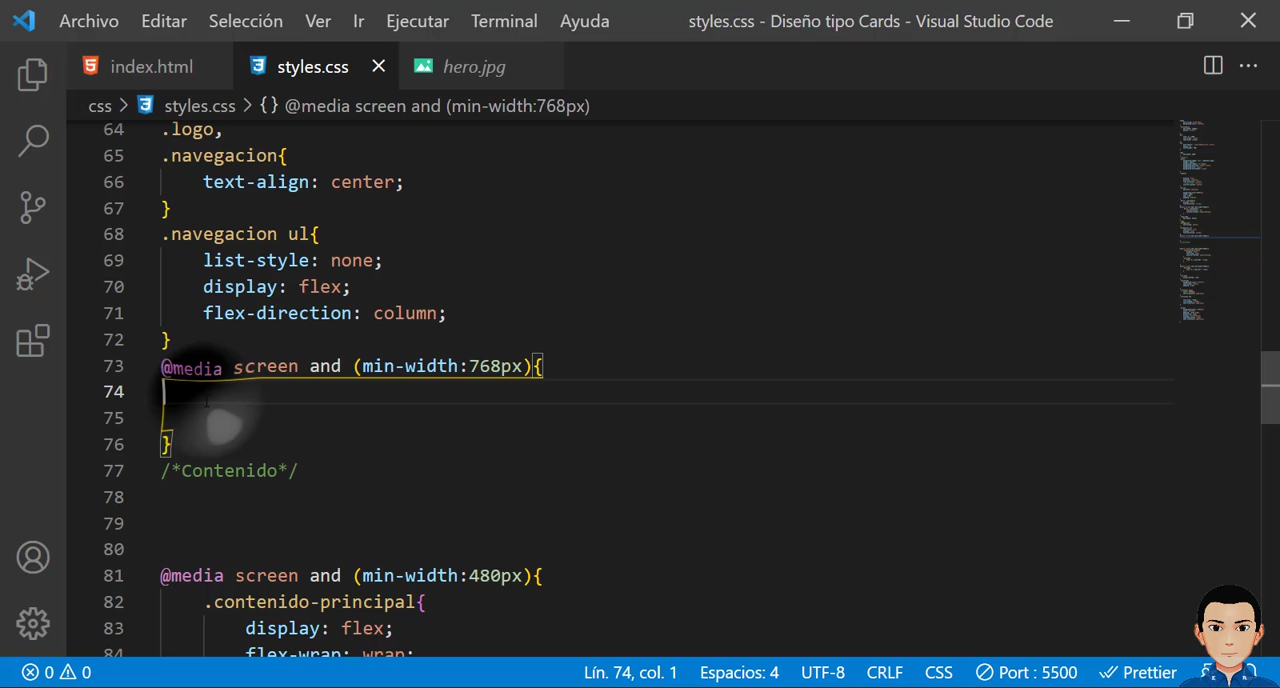 Archivo Editar Selección Ver Ir Ejecutar Terminal Ayuda styles.css - Diseño tipo Cards - Visual Studio Code
index.html styles.css hero.jpg
css > styles.css > {} @media screen and (min-width:768px)
64 .logo,
65 .navegacion{
66 text-align: center;
67 }
68 .navegacion ul{
69 list-style: none;
70 display: flex;
71 flex-direction: column;
72 }
73 @media screen and (min-width:768px){
74
75
76 }
77 /*Contenido*/
78
79
80
81 @media screen and (min-width:480px){
82 .contenido-principal{
83 display: flex;
84 flex-wrap: wrap;
0 0 Lín. 74, col. 1 Espacios: 4 UTF-8 CRLF CSS Port : 5500 Prettier